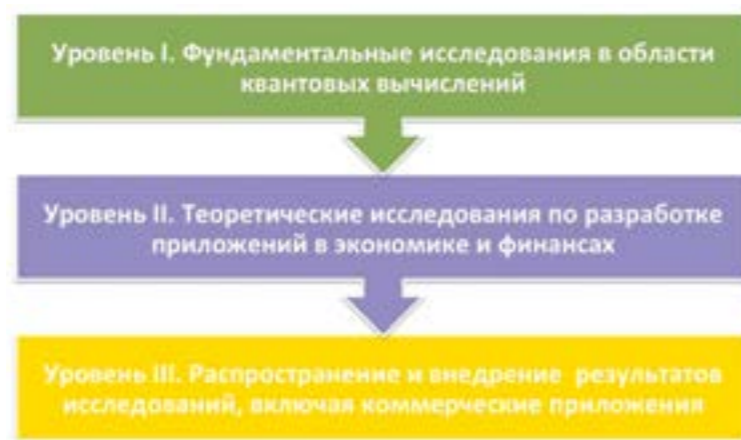 Уровень I. Фундаментальные исследования в области
квантовых вычислений
Уровень II. Теоретические исследования по разработке
приложений в экономике и финансах
Уровень III. Распространение и внедрение результатов
исследований, включая коммерческие приложения